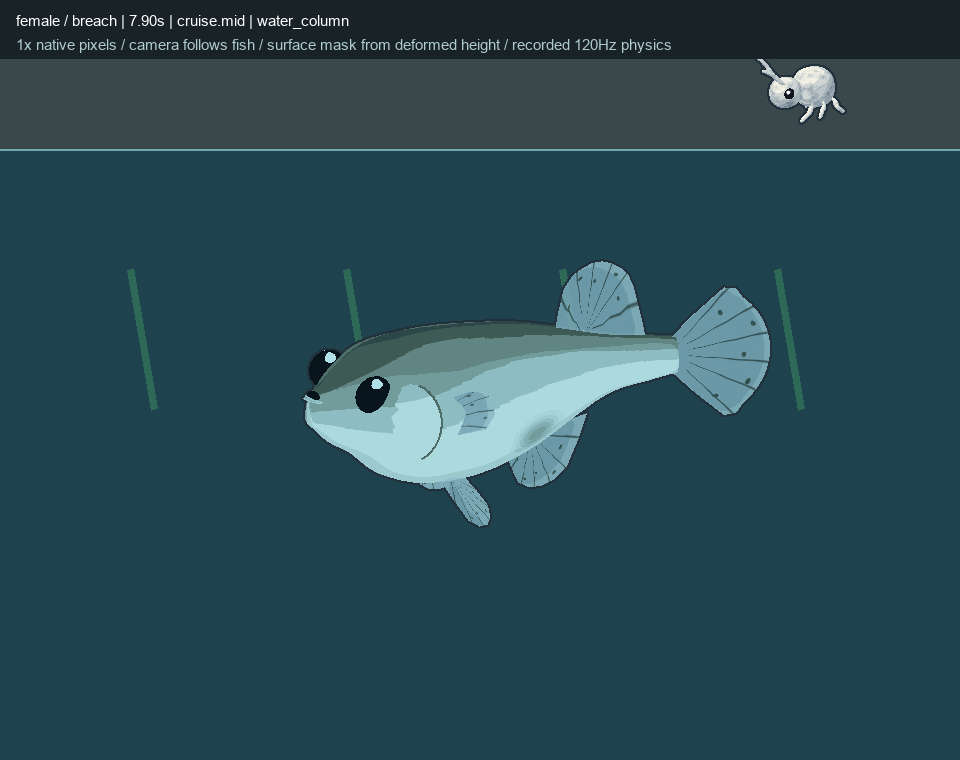 female / breach | 7.90s | cruise.mid | water_column
1x native pixels / camera follows fish / surface mask from deformed height / recorded 120Hz physics